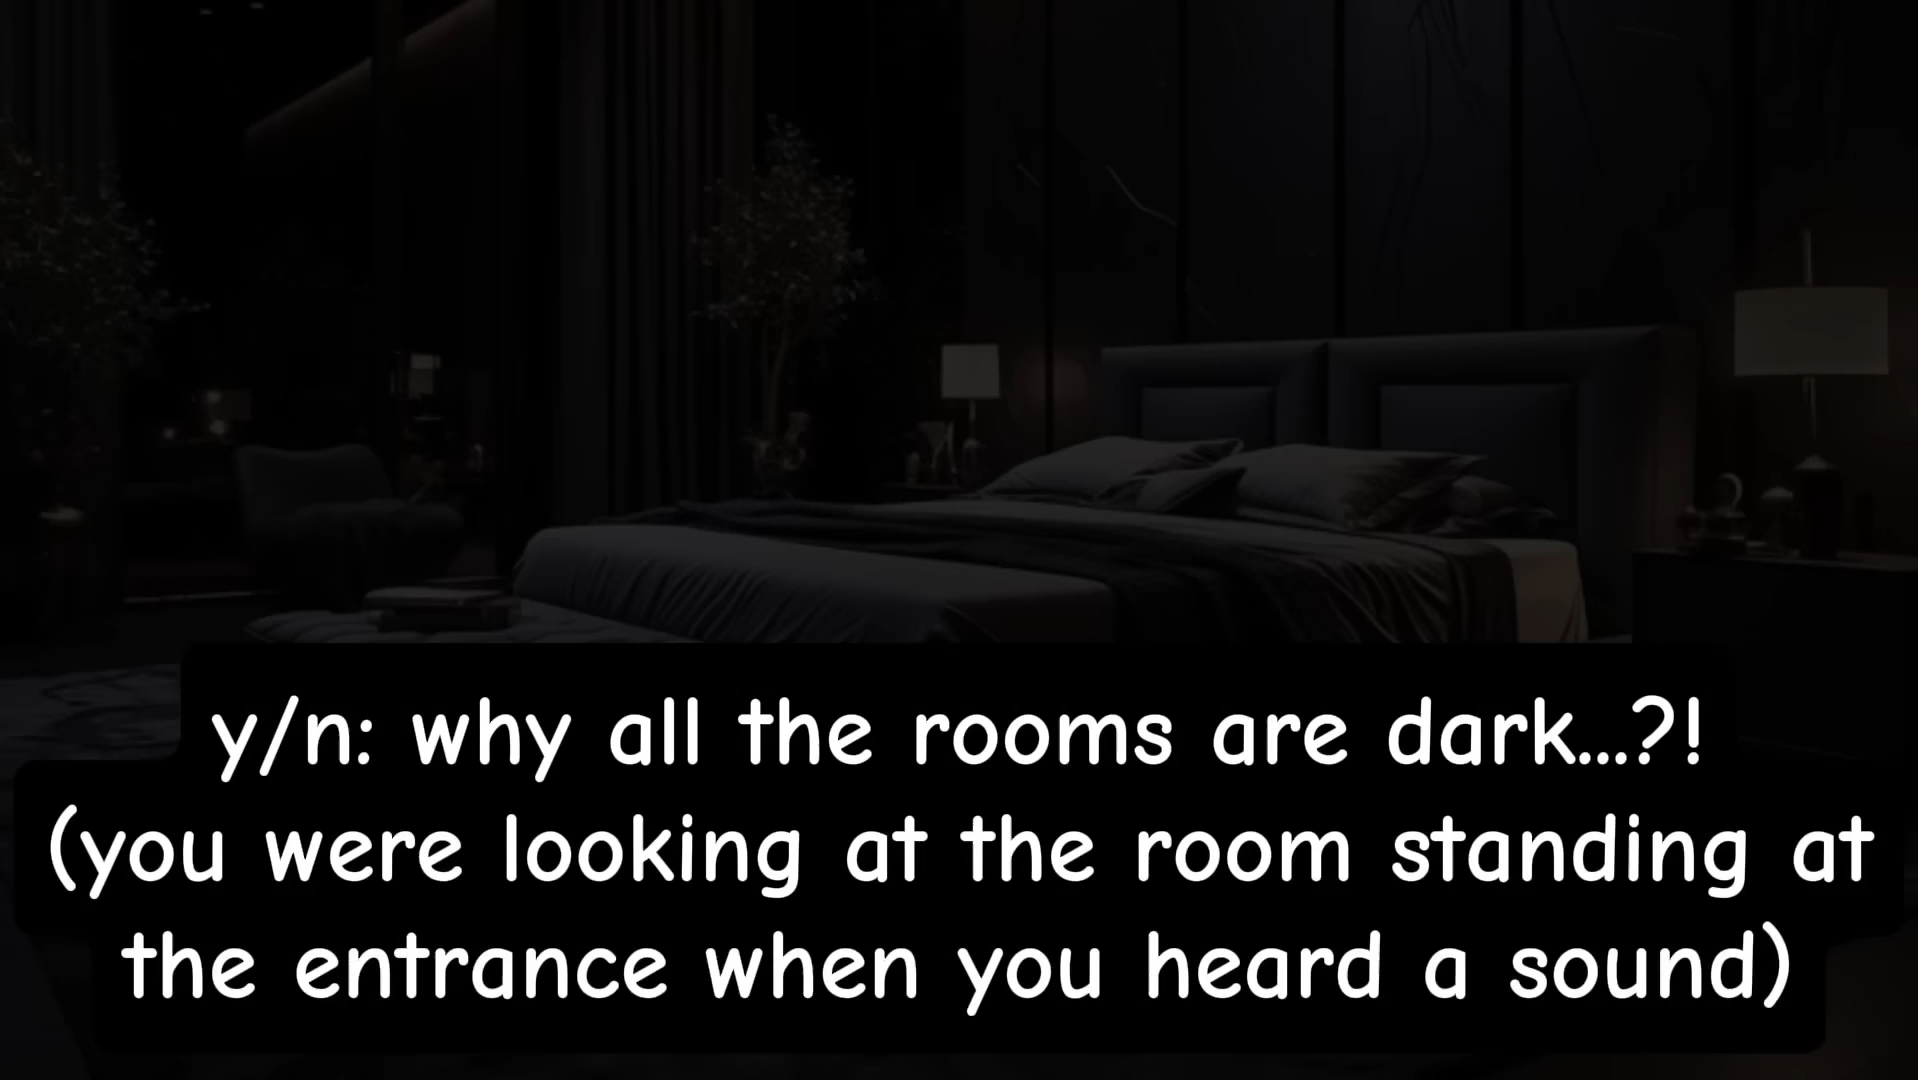 y/n: why all the rooms are dark...?!
(you were looking at the room standing at
the entrance when you heard a sound)